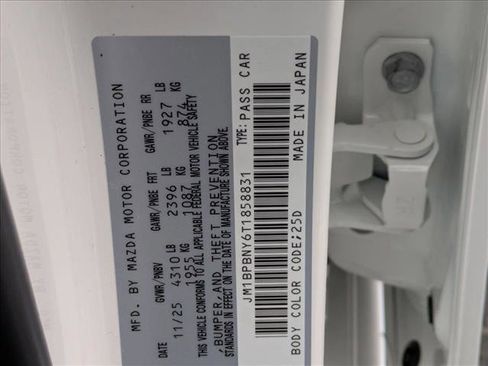 MFD. BY MAZDA MOTOR CORPORATION
GVWR/PNBV GAWR/PNBE FRT GAWR/PNBE RR
11/25 4310 LB 2396 LB 1927 LB
1955 KG 1087 KG 874 KG
THIS VEHICLE CONFORMS TO ALL APPLICABLE FEDERAL MOTOR VEHICLE SAFETY
,BUMPER,AND THEFT PREVENTION
STANDARDS IN EFFECT ON THE DATE OF MANUFACTURE SHOWN ABOVE.
JM1BPBNY6T1858831 TYPE: PASS CAR
BODY COLOR CODE;25D MADE IN JAPAN